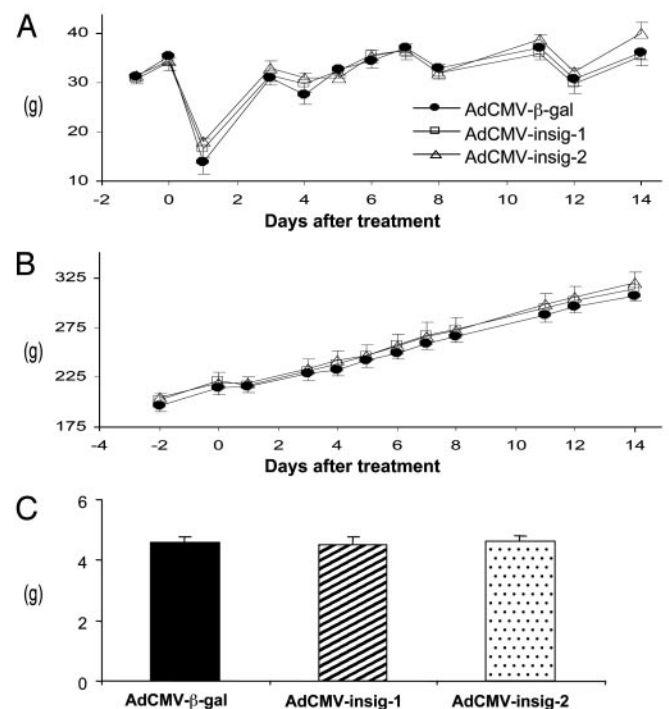 A
40
30
(g)
20
10
AdCMV-β-gal
AdCMV-insig-1
AdCMV-insig-2
-2 0 2 4 6 8 10 12 14
Days after treatment
B
325
275
(g)
225
175
-4 -2 0 2 4 6 8 10 12 14
Days after treatment
C
6
4
(g)
2
0
AdCMV-β-gal AdCMV-insig-1 AdCMV-insig-2